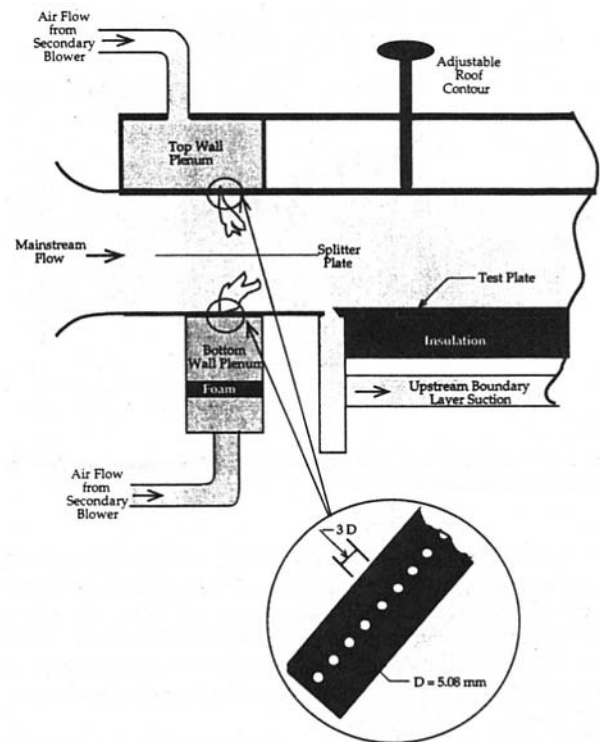 Air Flow
from
Secondary
Blower
Adjustable
Roof
Contour
Top Wall
Plenum
Mainstream
Flow
Splitter
Plate
Test Plate
Bottom
Wall Plenum
Foam
Insulation
Upstream Boundary
Layer Suction
Air Flow
from
Secondary
Blower
3 D
D = 5.08 mm